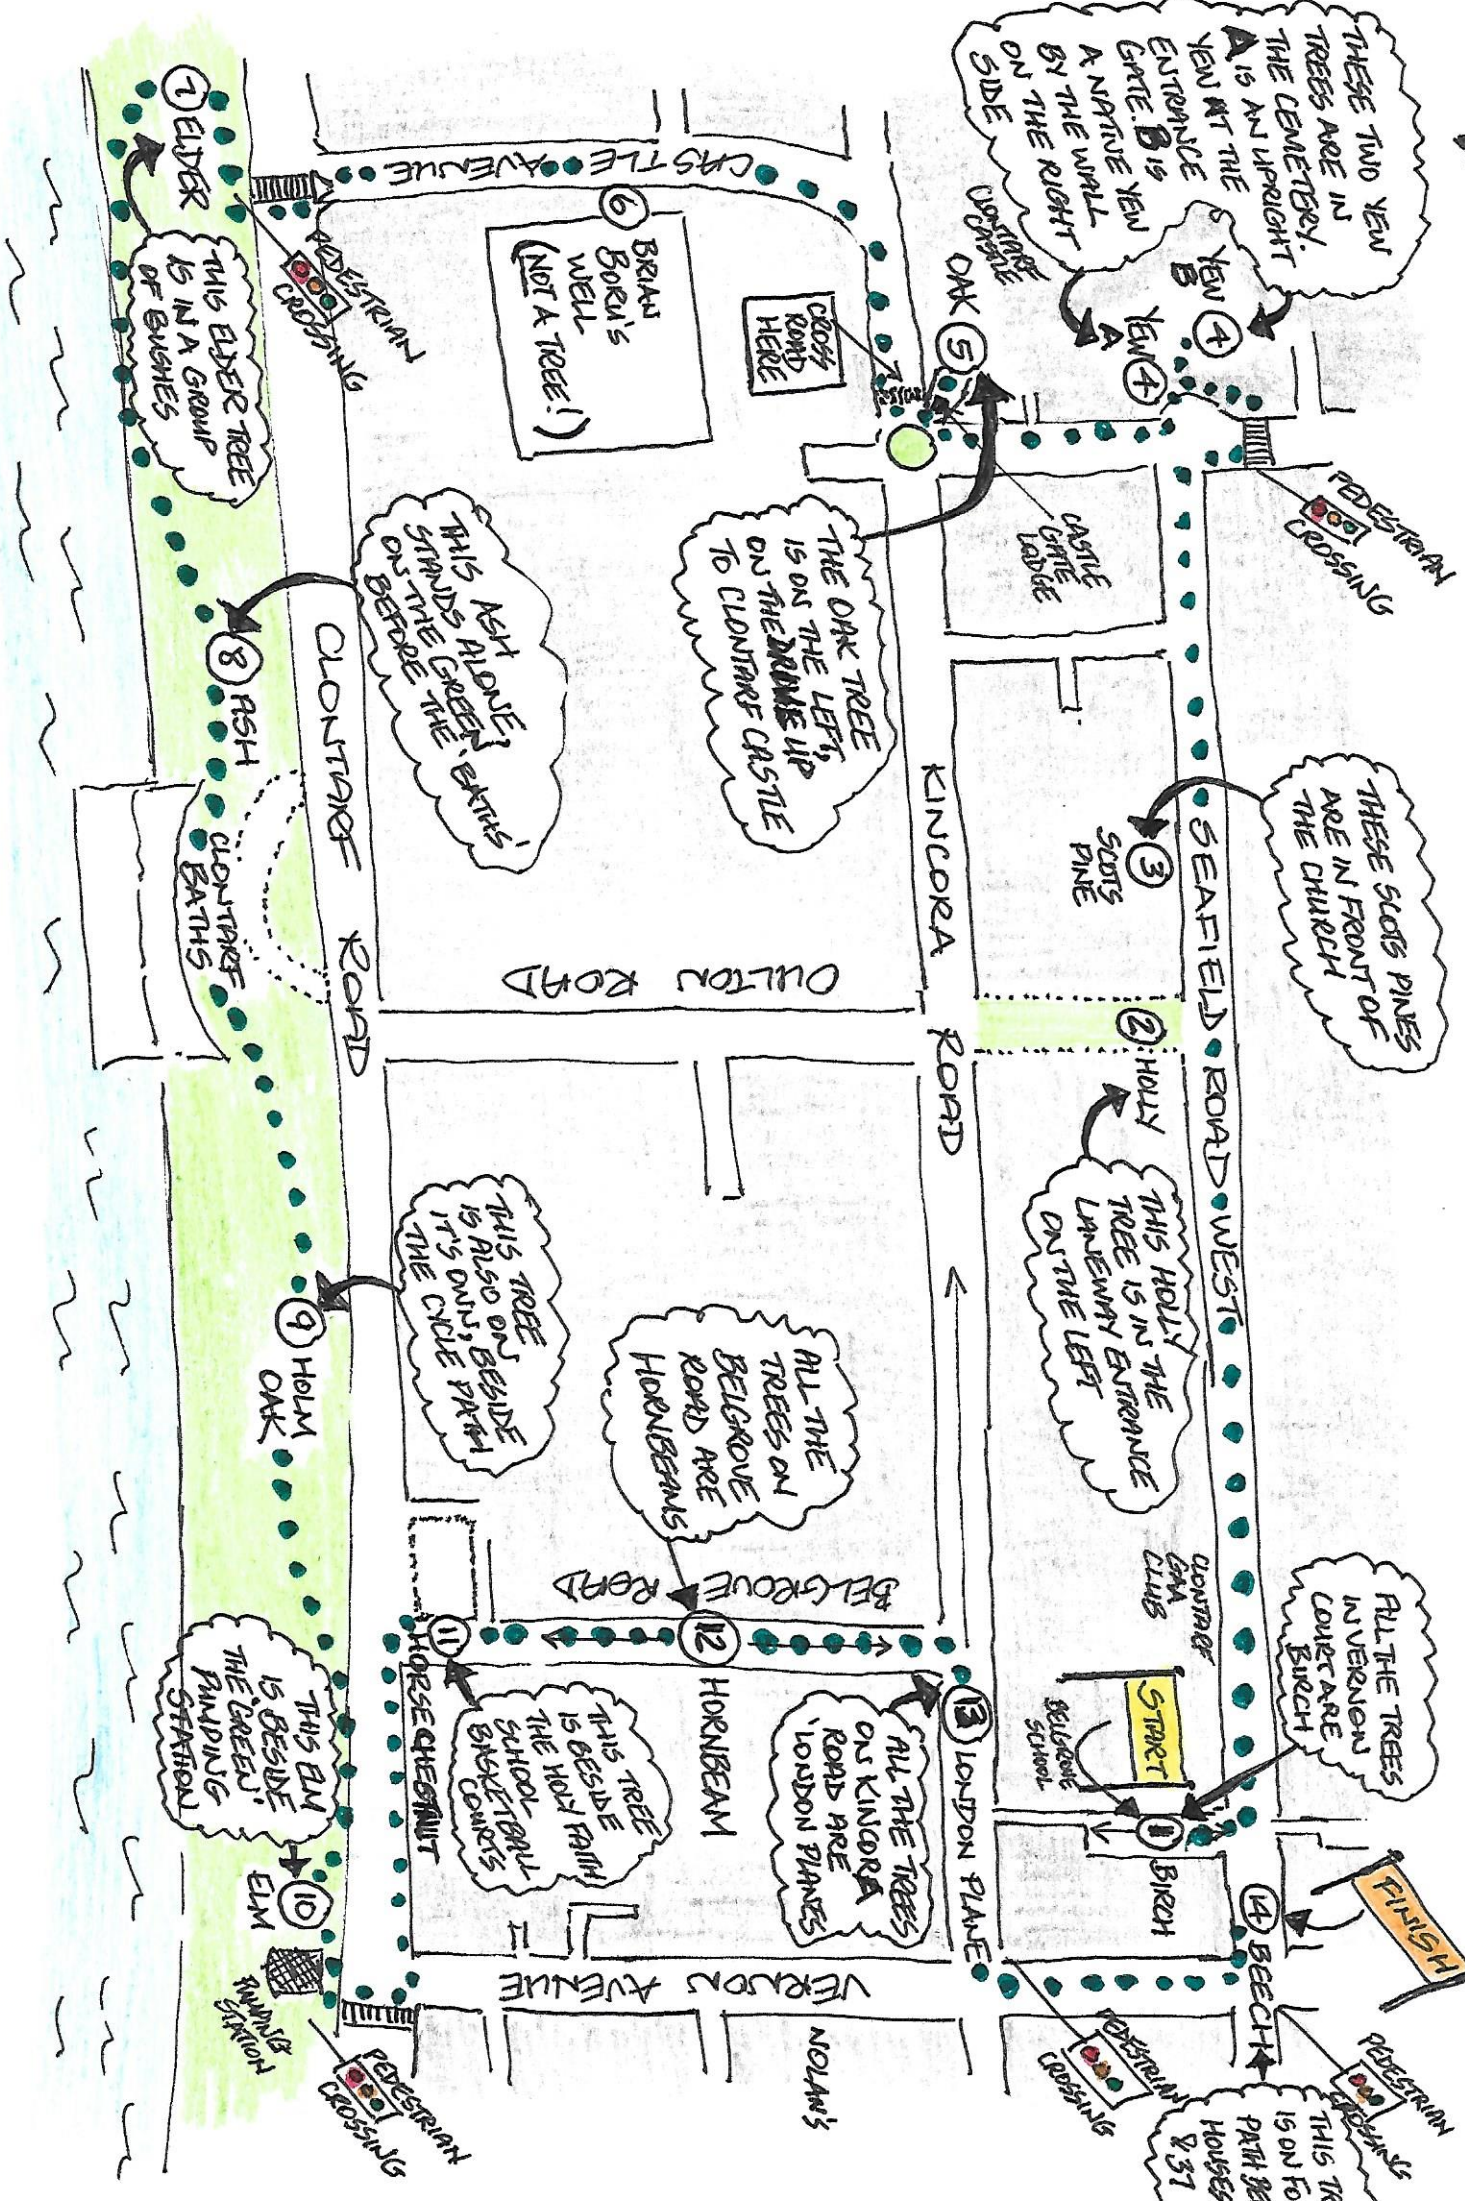 THESE TWO YEW
TREES ARE IN
THE CEMETERY.
A IS AN UPRIGHT
YEW AT THE
ENTRANCE
GATE. B IS
A NATIVE YEW
BY THE WALL
ON THE RIGHT
SIDE
YEW 4
B
YEW 4
A
PEDESTRIAN
CROSSING
THESE SCOTS PINES
ARE IN FRONT OF
THE CHURCH
3
SCOTS
PINE
SEAFIELD ROAD WEST
2 HOLLY
THIS HOLLY
TREE IS IN THE
LANEWAY ENTRANCE
ON THE LEFT
CLONTARF
GAA
CLUB
ALL THE TREES
IN VERNON
COURT ARE
BIRCH
START
BELGROVE
SCHOOL
1 BIRCH
FINISH
14 BEECH
PEDESTRIAN
CROSSING
THIS
IS ON
PATH
HOUSES
& 37
CLONTARF
CASTLE
OAK 5
CROSS
ROAD
HERE
CASTLE
GATE
LODGE
THE OAK TREE
IS ON THE LEFT,
ON THE DRIVE UP
TO CLONTARF CASTLE
KINCORA ROAD
OULTON ROAD
13 LONDON PLANE
ALL THE TREES
ON KINCORA
ROAD ARE
'LONDON PLANES'
PEDESTRIAN
CROSSING
NOLAN'S
VERNON AVENUE
CASTLE AVENUE
6 BRIAN
BORU'S
WELL
(NOT A TREE!)
ALL THE
TREES ON
BELGROVE
ROAD ARE
HORNBEAMS
BELGROVE ROAD
12 HORNBEAM
THIS TREE
IS BESIDE
THE HOLY FAITH
SCHOOL
BASKETBALL
COURTS
11 HORSE CHESTNUT
THIS ASH
STANDS ALONE,
ON THE GREEN
BEFORE THE 'BATHS'
THIS TREE
IS ALSO ON
IT'S OWN, BESIDE
THE CYCLE PATH
PEDESTRIAN
CROSSING
CLONTARF ROAD
PEDESTRIAN
CROSSING
7 ELDER
THIS ELDER TREE
IS IN A GROUP
OF BUSHES
8 ASH
CLONTARF
BATHS
9 HOLM
OAK
THIS ELM
IS BESIDE
THE "GREEN"
PUMPING
STATION
10
ELM
PUMPING
STATION